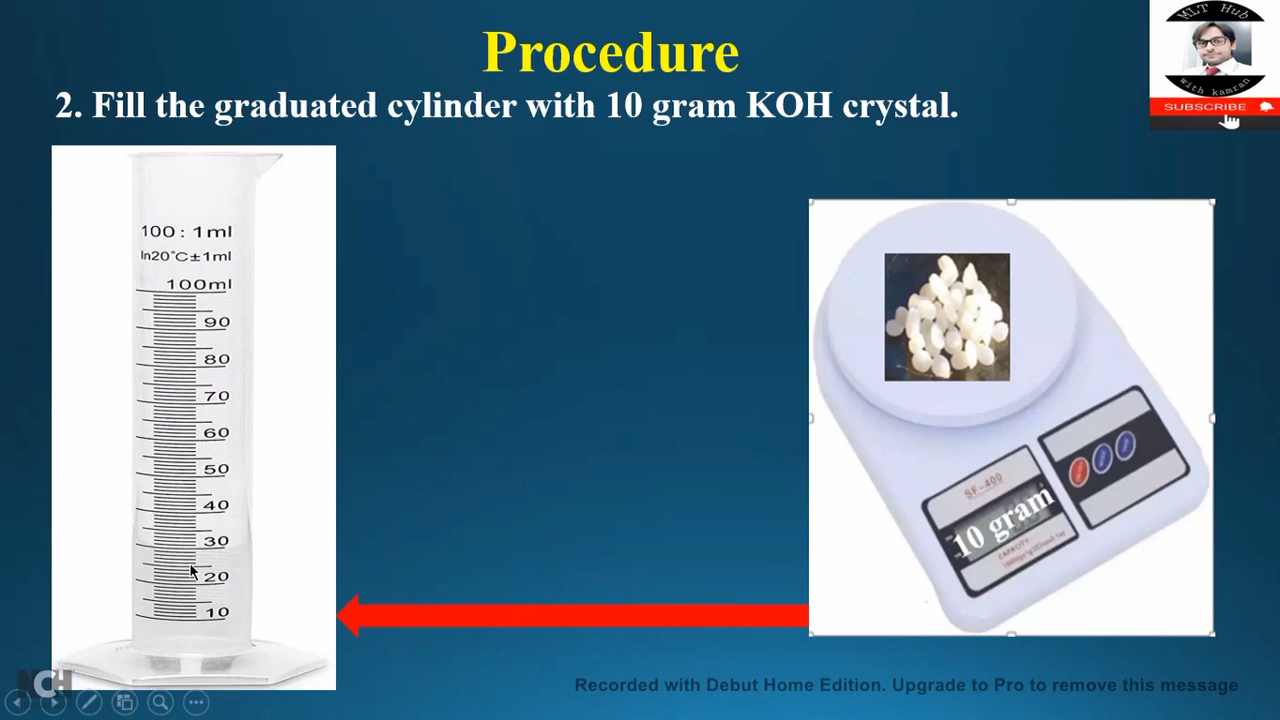 Procedure
2. Fill the graduated cylinder with 10 gram KOH crystal.
MLT Hub
with kamran
SUBSCRIBE
100 : 1ml
In20°C±1ml
100ml
90
80
70
60
50
40
30
20
10
SF-400
10 gram
CAPACITY
NCH
Recorded with Debut Home Edition. Upgrade to Pro to remove this message